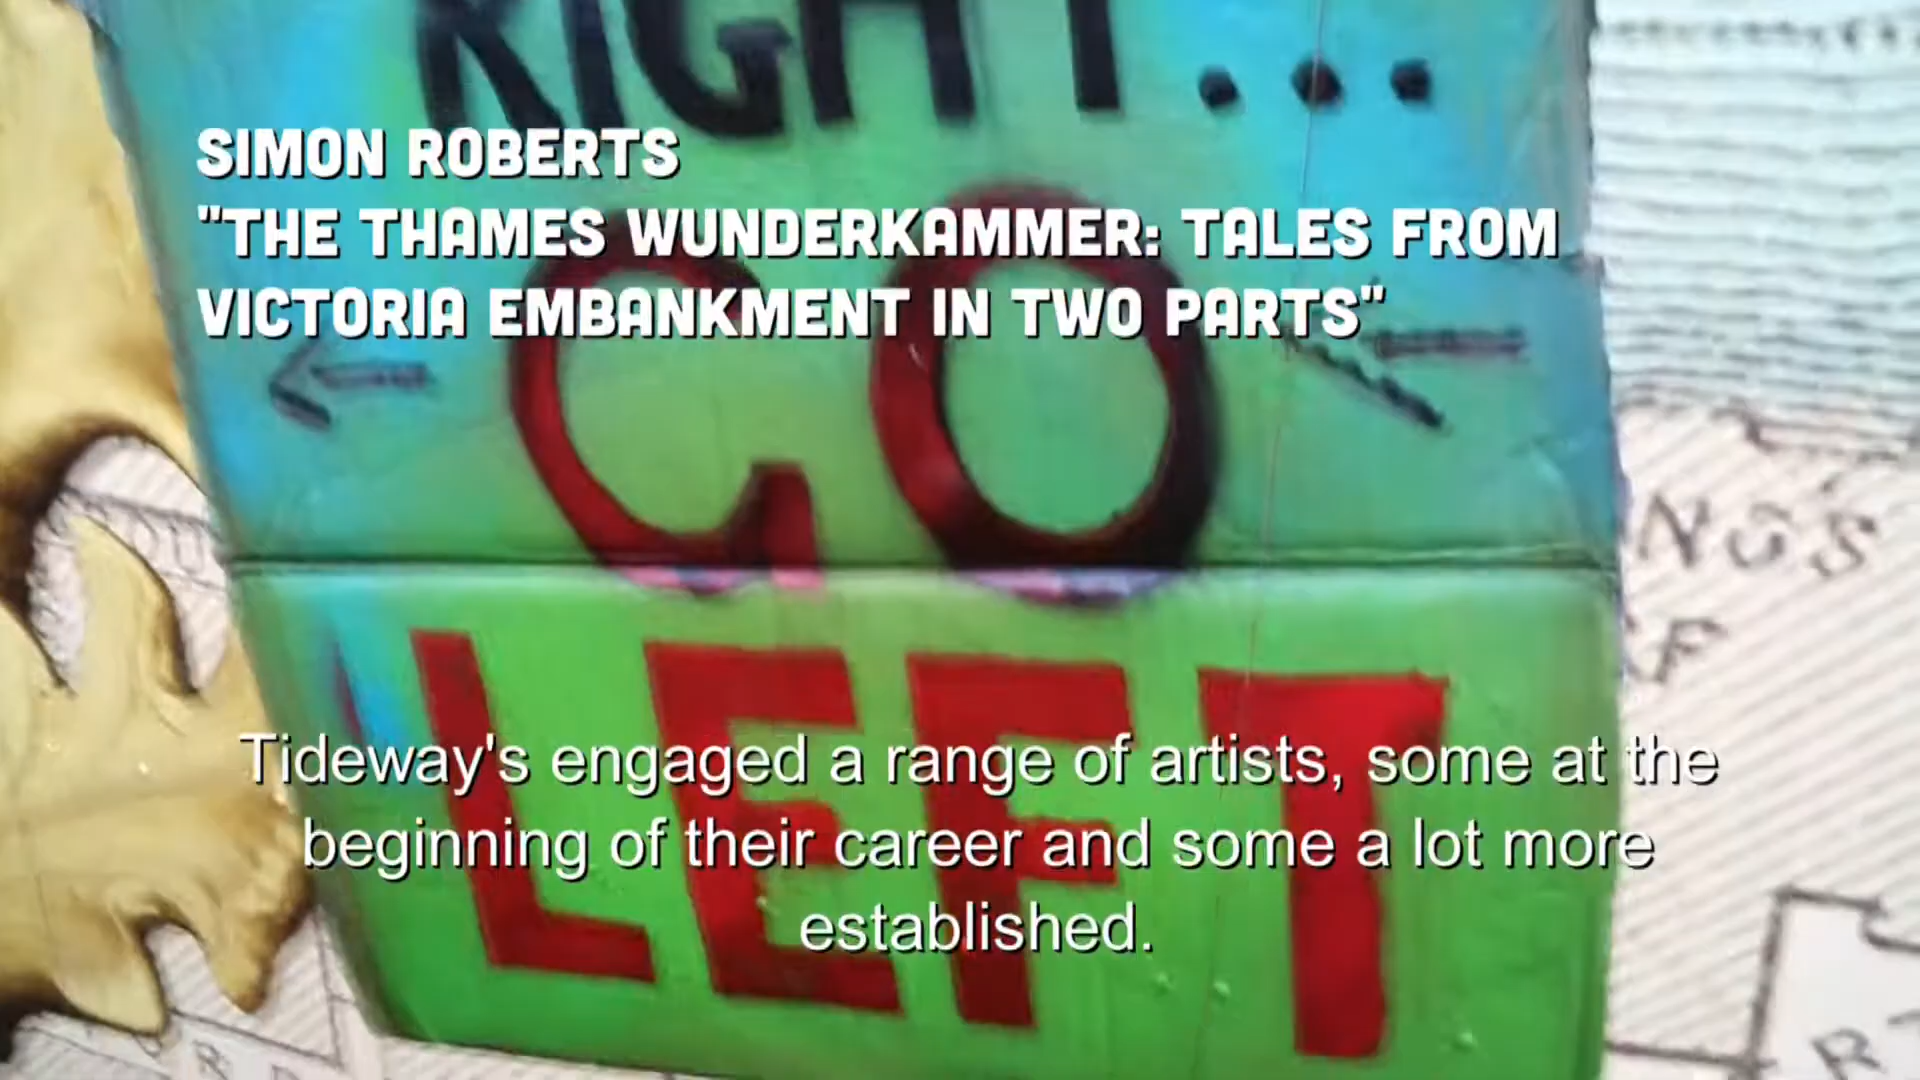 RIGHT...
SIMON ROBERTS
"THE THAMES WUNDERKAMMER: TALES FROM
VICTORIA EMBANKMENT IN TWO PARTS"
GO
LEFT
Tideway's engaged a range of artists, some at the
beginning of their career and some a lot more
established.